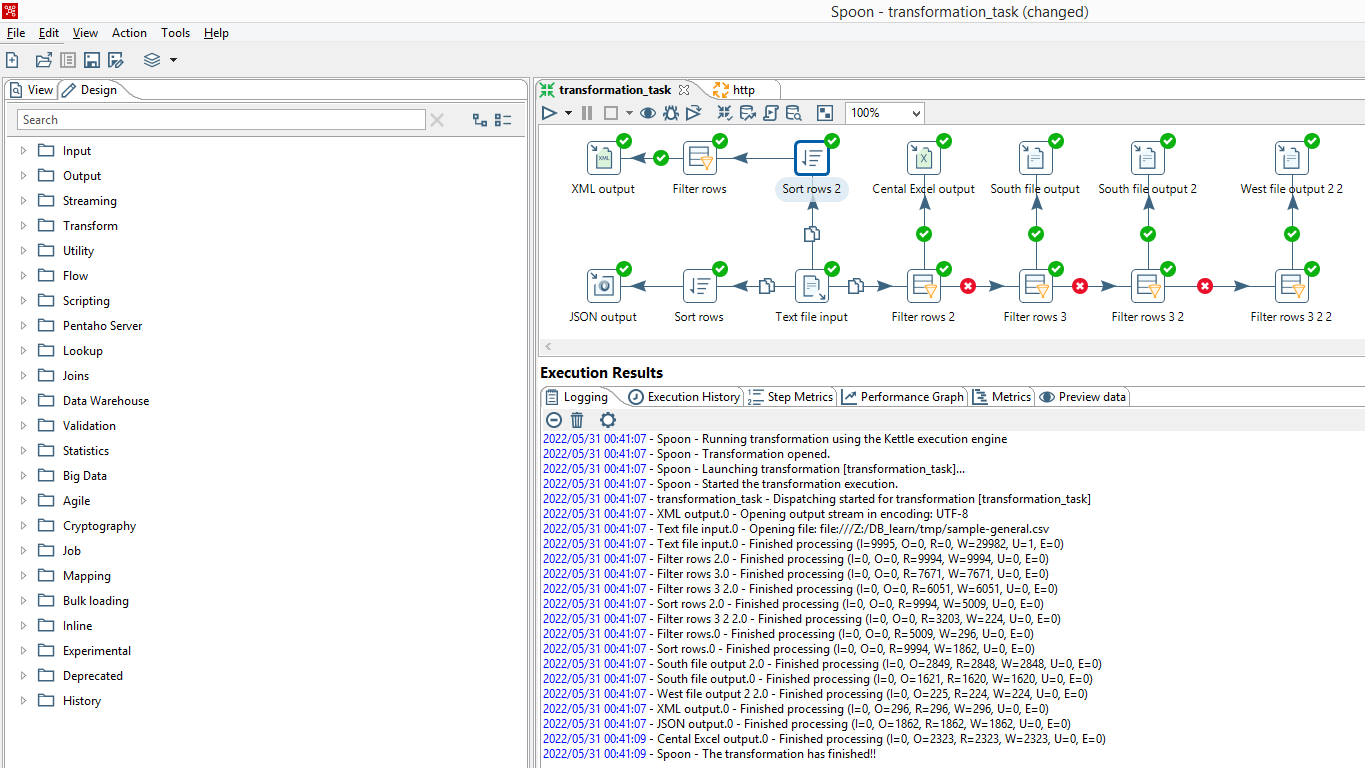 Spoon - transformation_task (changed)
File Edit View Action Tools Help
View Design
Search
Input
Output
Streaming
Transform
Utility
Flow
Scripting
Pentaho Server
Lookup
Joins
Data Warehouse
Validation
Statistics
Big Data
Agile
Cryptography
Job
Mapping
Bulk loading
Inline
Experimental
Deprecated
History
transformation_task http
100%
XML output Filter rows Sort rows 2 Cental Excel output South file output South file output 2 West file output 2 2
JSON output Sort rows Text file input Filter rows 2 Filter rows 3 Filter rows 3 2 Filter rows 3 2 2
Execution Results
Logging Execution History Step Metrics Performance Graph Metrics Preview data
2022/05/31 00:41:07 - Spoon - Running transformation using the Kettle execution engine
2022/05/31 00:41:07 - Spoon - Transformation opened.
2022/05/31 00:41:07 - Spoon - Launching transformation [transformation_task]...
2022/05/31 00:41:07 - Spoon - Started the transformation execution.
2022/05/31 00:41:07 - transformation_task - Dispatching started for transformation [transformation_task]
2022/05/31 00:41:07 - XML output.0 - Opening output stream in encoding: UTF-8
2022/05/31 00:41:07 - Text file input.0 - Opening file: file:///Z:/DB_learn/tmp/sample-general.csv
2022/05/31 00:41:07 - Text file input.0 - Finished processing (I=9995, O=0, R=0, W=29982, U=1, E=0)
2022/05/31 00:41:07 - Filter rows 2.0 - Finished processing (I=0, O=0, R=9994, W=9994, U=0, E=0)
2022/05/31 00:41:07 - Filter rows 3.0 - Finished processing (I=0, O=0, R=7671, W=7671, U=0, E=0)
2022/05/31 00:41:07 - Filter rows 3 2.0 - Finished processing (I=0, O=0, R=6051, W=6051, U=0, E=0)
2022/05/31 00:41:07 - Sort rows 2.0 - Finished processing (I=0, O=0, R=9994, W=5009, U=0, E=0)
2022/05/31 00:41:07 - Filter rows 3 2 2.0 - Finished processing (I=0, O=0, R=3203, W=224, U=0, E=0)
2022/05/31 00:41:07 - Filter rows.0 - Finished processing (I=0, O=0, R=5009, W=296, U=0, E=0)
2022/05/31 00:41:07 - Sort rows.0 - Finished processing (I=0, O=0, R=9994, W=1862, U=0, E=0)
2022/05/31 00:41:07 - South file output 2.0 - Finished processing (I=0, O=2849, R=2848, W=2848, U=0, E=0)
2022/05/31 00:41:07 - South file output.0 - Finished processing (I=0, O=1621, R=1620, W=1620, U=0, E=0)
2022/05/31 00:41:07 - West file output 2 2.0 - Finished processing (I=0, O=225, R=224, W=224, U=0, E=0)
2022/05/31 00:41:07 - XML output.0 - Finished processing (I=0, O=296, R=296, W=296, U=0, E=0)
2022/05/31 00:41:07 - JSON output.0 - Finished processing (I=0, O=1862, R=1862, W=1862, U=0, E=0)
2022/05/31 00:41:09 - Cental Excel output.0 - Finished processing (I=0, O=2323, R=2323, W=2323, U=0, E=0)
2022/05/31 00:41:09 - Spoon - The transformation has finished!!